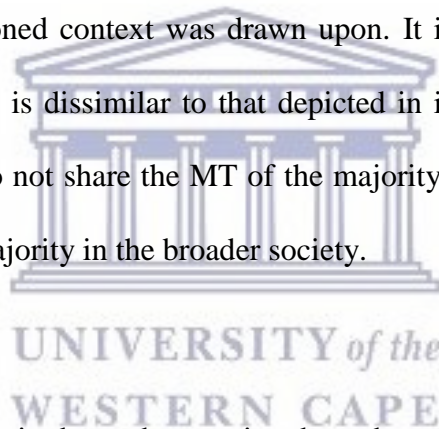 oned context was drawn upon. It i
is dissimilar to that depicted in i
o not share the MT of the majority
ajority in the broader society.
UNIVERSITY of the
WESTERN CAPE